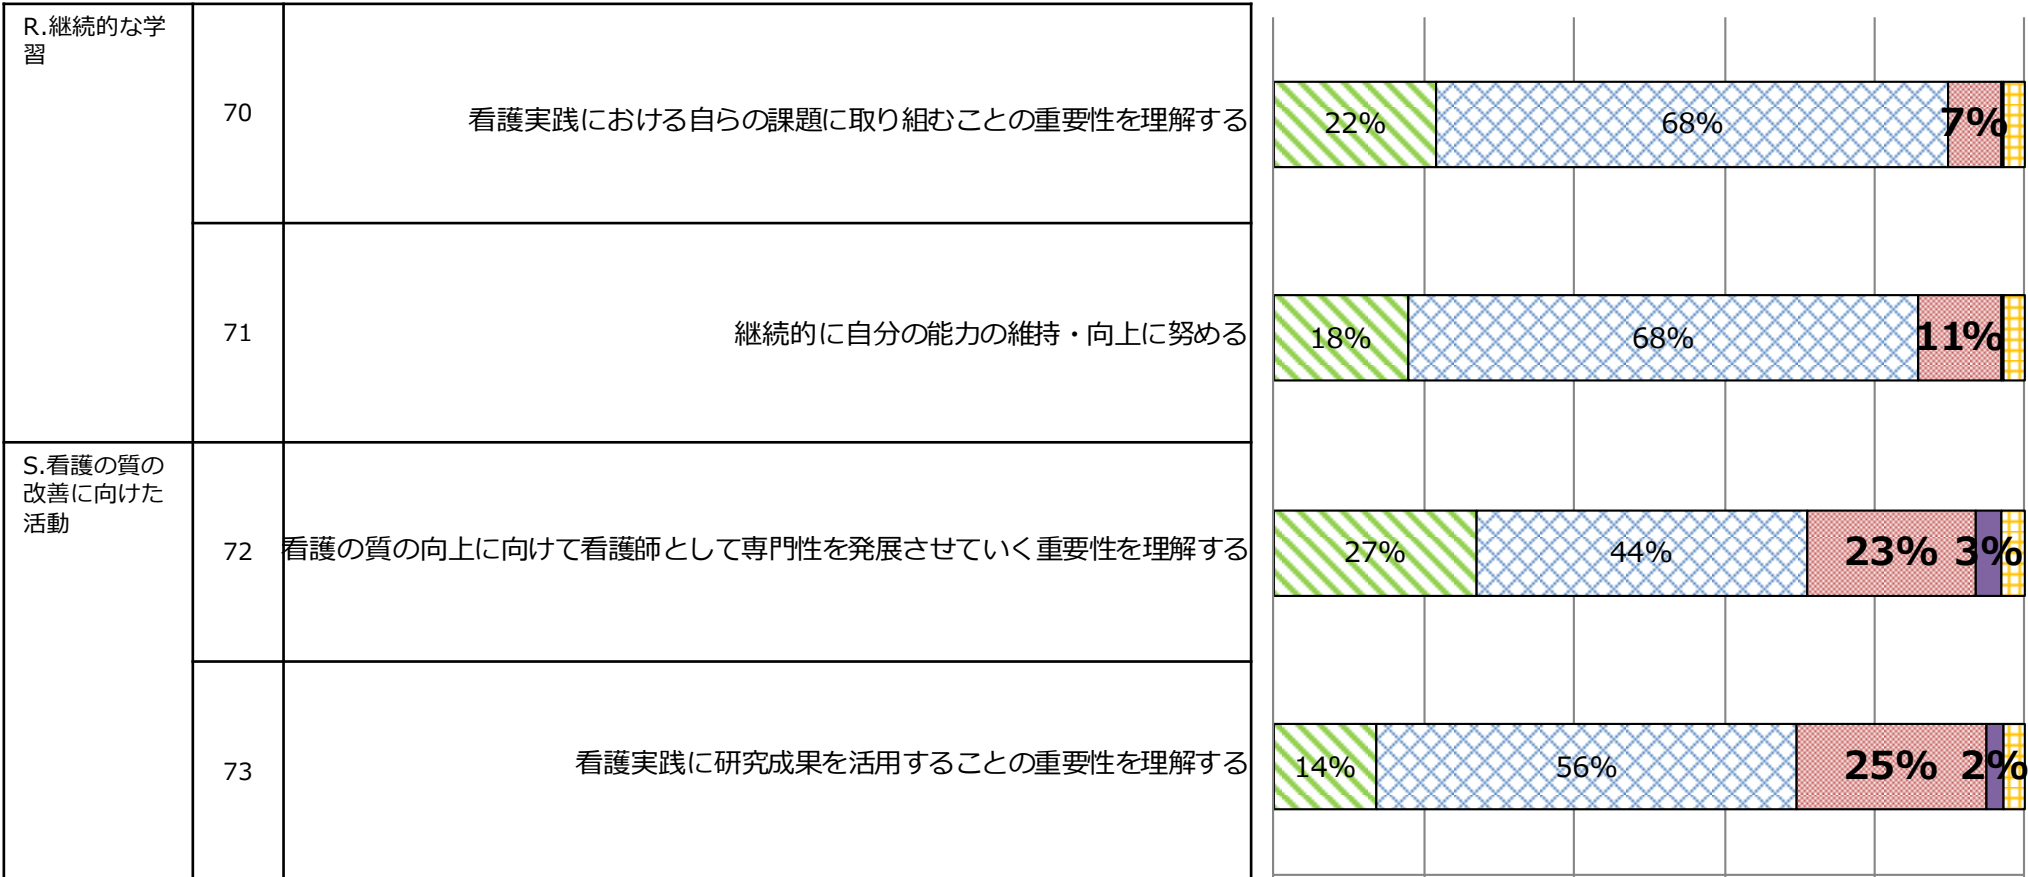 R.継続的な学
習
70
看護実践における自らの課題に取り組むことの重要性を理解する
22%
68%
7%
71
継続的に自分の能力の維持・向上に努める
18%
68%
11%
S.看護の質の
改善に向けた
活動
72
看護の質の向上に向けて看護師として専門性を発展させていく重要性を理解する
27%
44%
23%
3%
73
看護実践に研究成果を活用することの重要性を理解する
14%
56%
25%
2%